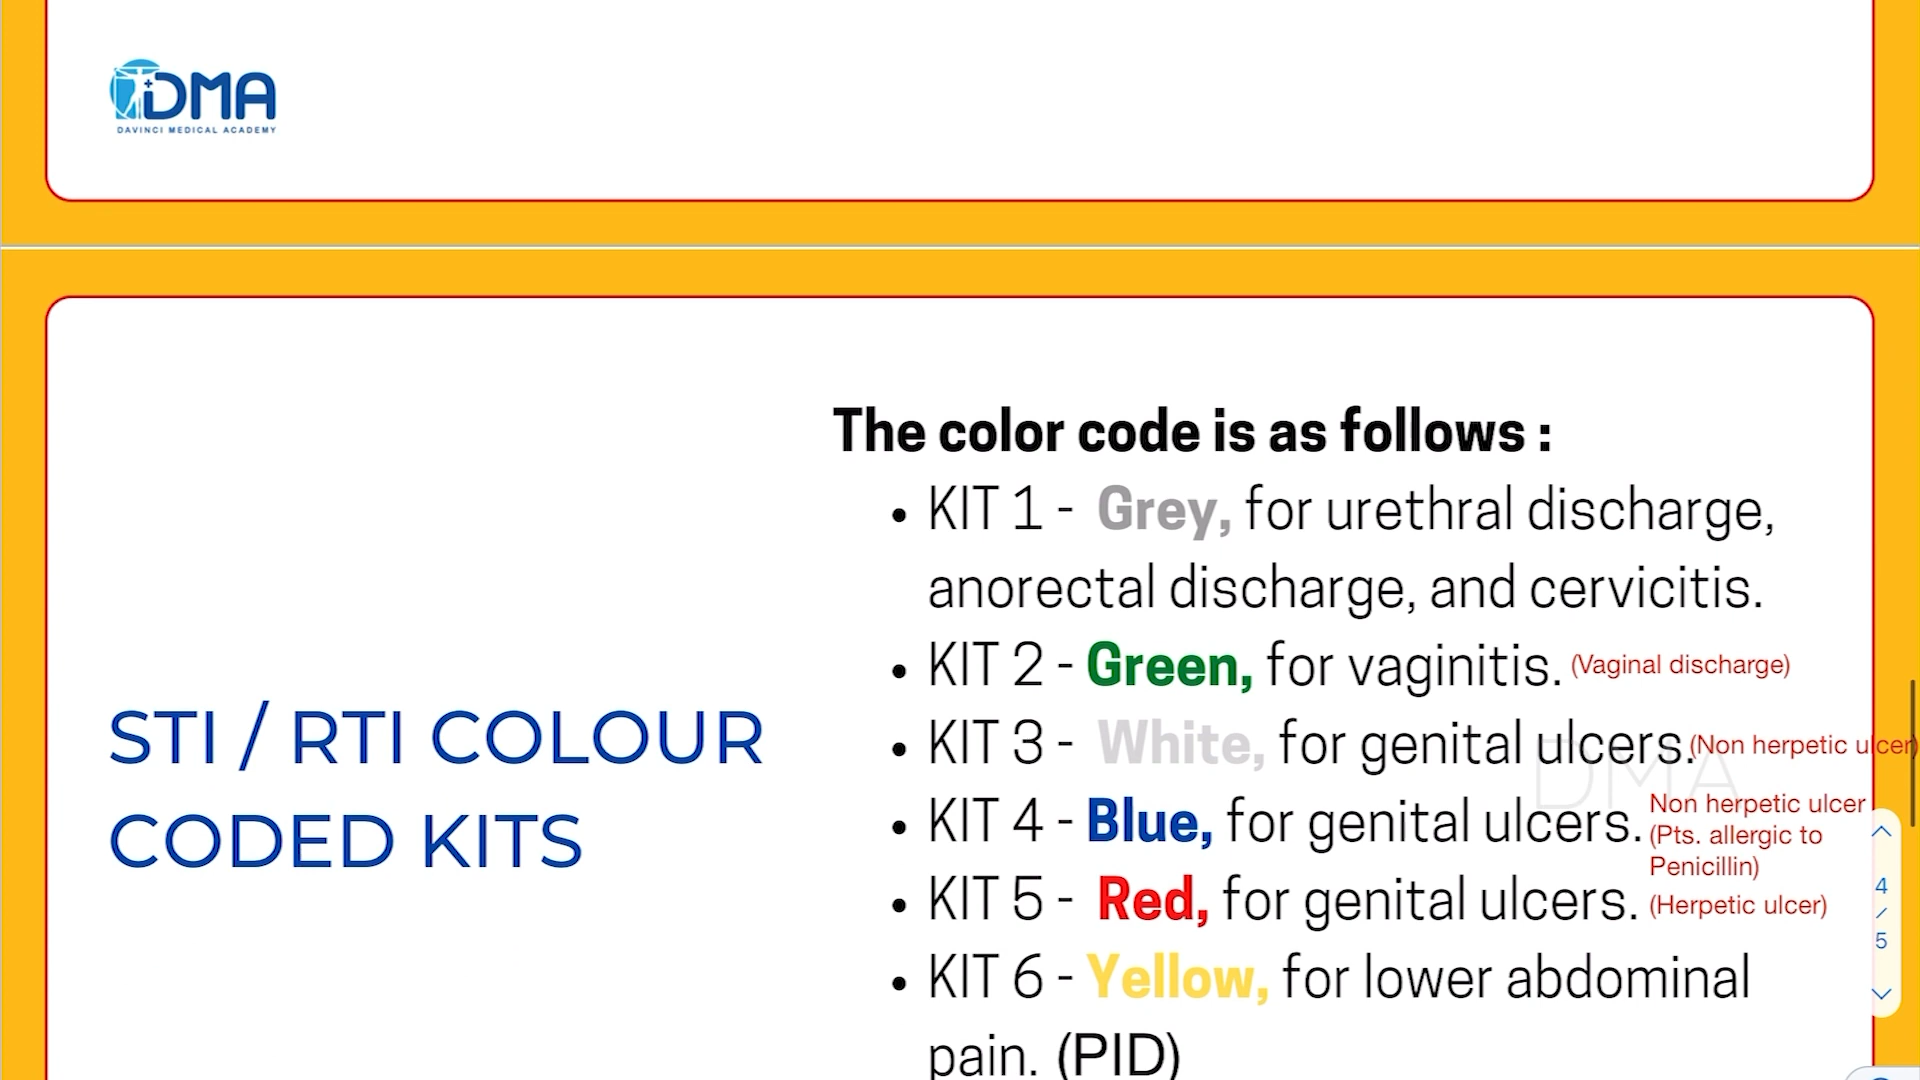 DMA
DAVINCI MEDICAL ACADEMY
The color code is as follows :
• KIT 1 - Grey, for urethral discharge,
anorectal discharge, and cervicitis.
• KIT 2 - Green, for vaginitis. (Vaginal discharge)
• KIT 3 - White, for genital ulcers. (Non herpetic ulcer)
• KIT 4 - Blue, for genital ulcers. Non herpetic ulcer
(Pts. allergic to
Penicillin)
• KIT 5 - Red, for genital ulcers. (Herpetic ulcer)
• KIT 6 - Yellow, for lower abdominal
pain. (PID)
STI / RTI COLOUR
CODED KITS
DMA
4
/
5